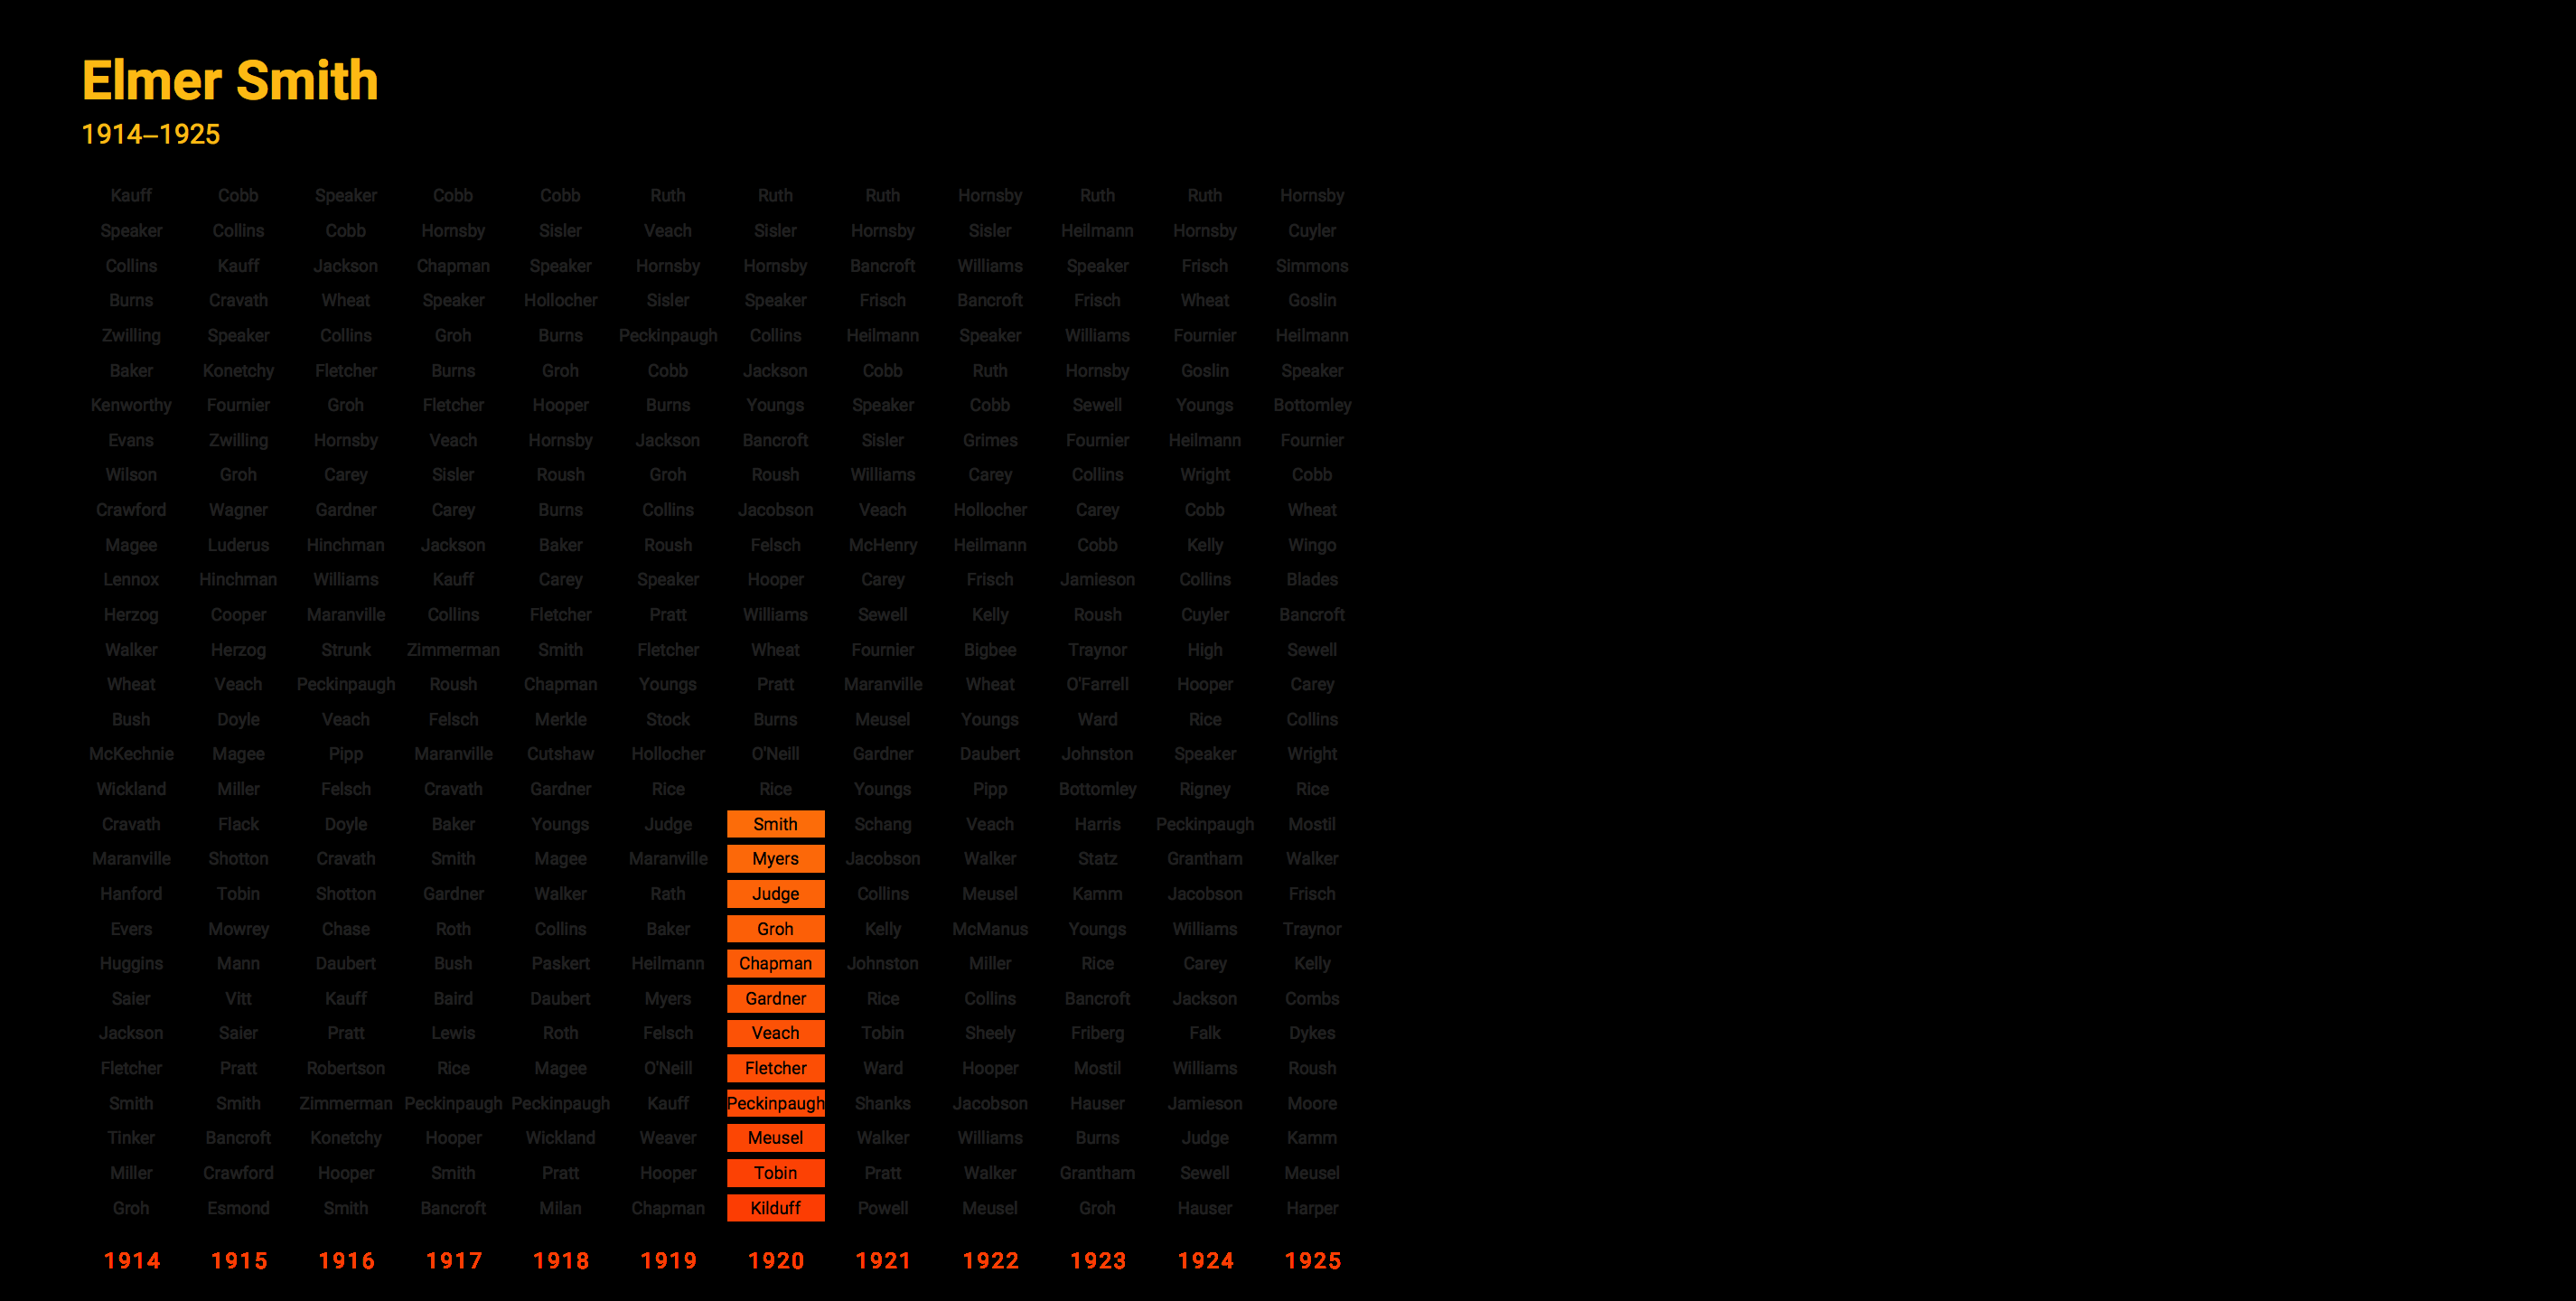 Elmer Smith
1914–1925
Kauff Cobb Speaker Cobb Cobb Ruth Ruth Ruth Hornsby Ruth Ruth Hornsby
Speaker Collins Cobb Hornsby Sisler Veach Sisler Hornsby Sisler Heilmann Hornsby Cuyler
Collins Kauff Jackson Chapman Speaker Hornsby Hornsby Bancroft Williams Speaker Frisch Simmons
Burns Cravath Wheat Speaker Hollocher Sisler Speaker Frisch Bancroft Frisch Wheat Goslin
Zwilling Speaker Collins Groh Burns Peckinpaugh Collins Heilmann Speaker Williams Fournier Heilmann
Baker Konetchy Fletcher Burns Groh Cobb Jackson Cobb Ruth Hornsby Goslin Speaker
Kenworthy Fournier Groh Fletcher Hooper Burns Youngs Speaker Cobb Sewell Youngs Bottomley
Evans Zwilling Hornsby Veach Hornsby Jackson Bancroft Sisler Grimes Fournier Heilmann Fournier
Wilson Groh Carey Sisler Roush Groh Roush Williams Carey Collins Wright Cobb
Crawford Wagner Gardner Carey Burns Collins Jacobson Veach Hollocher Carey Cobb Wheat
Magee Luderus Hinchman Jackson Baker Roush Felsch McHenry Heilmann Cobb Kelly Wingo
Lennox Hinchman Williams Kauff Carey Speaker Hooper Carey Frisch Jamieson Collins Blades
Herzog Cooper Maranville Collins Fletcher Pratt Williams Sewell Kelly Roush Cuyler Bancroft
Walker Herzog Strunk Zimmerman Smith Fletcher Wheat Fournier Bigbee Traynor High Sewell
Wheat Veach Peckinpaugh Roush Chapman Youngs Pratt Maranville Wheat O'Farrell Hooper Carey
Bush Doyle Veach Felsch Merkle Stock Burns Meusel Youngs Ward Rice Collins
McKechnie Magee Pipp Maranville Cutshaw Hollocher O'Neill Gardner Daubert Johnston Speaker Wright
Wickland Miller Felsch Cravath Gardner Rice Rice Youngs Pipp Bottomley Rigney Rice
Cravath Flack Doyle Baker Youngs Judge Smith Schang Veach Harris Peckinpaugh Mostil
Maranville Shotton Cravath Smith Magee Maranville Myers Jacobson Walker Statz Grantham Walker
Hanford Tobin Shotton Gardner Walker Rath Judge Collins Meusel Kamm Jacobson Frisch
Evers Mowrey Chase Roth Collins Baker Groh Kelly McManus Youngs Williams Traynor
Huggins Mann Daubert Bush Paskert Heilmann Chapman Johnston Miller Rice Carey Kelly
Saier Vitt Kauff Baird Daubert Myers Gardner Rice Collins Bancroft Jackson Combs
Jackson Saier Pratt Lewis Roth Felsch Veach Tobin Sheely Friberg Falk Dykes
Fletcher Pratt Robertson Rice Magee O'Neill Fletcher Ward Hooper Mostil Williams Roush
Smith Smith Zimmerman Peckinpaugh Peckinpaugh Kauff Peckinpaugh Shanks Jacobson Hauser Jamieson Moore
Tinker Bancroft Konetchy Hooper Wickland Weaver Meusel Walker Williams Burns Judge Kamm
Miller Crawford Hooper Smith Pratt Hooper Tobin Pratt Walker Grantham Sewell Meusel
Groh Esmond Smith Bancroft Milan Chapman Kilduff Powell Meusel Groh Hauser Harper
1914 1915 1916 1917 1918 1919 1920 1921 1922 1923 1924 1925